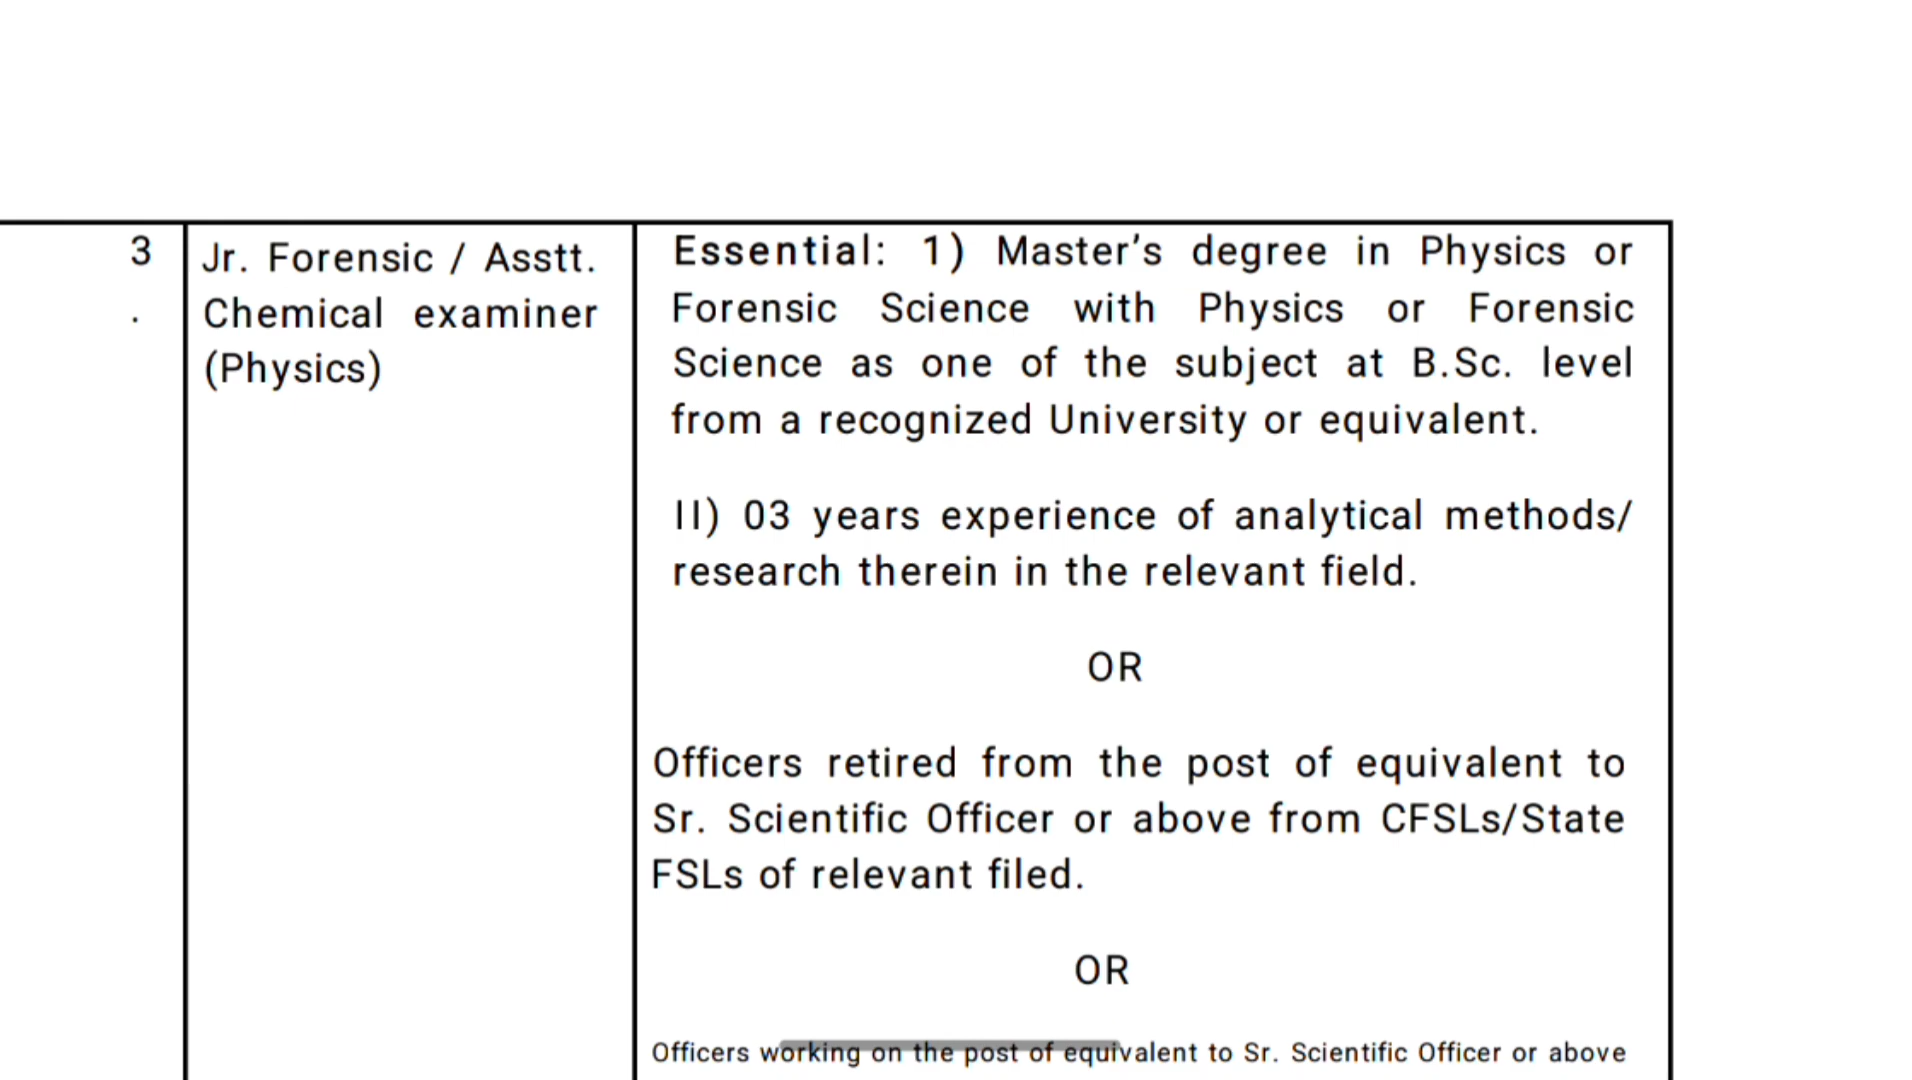 3
.
Jr. Forensic / Asstt.
Chemical examiner
(Physics)
Essential: 1) Master’s degree in Physics or
Forensic Science with Physics or Forensic
Science as one of the subject at B.Sc. level
from a recognized University or equivalent.
II) 03 years experience of analytical methods/
research therein in the relevant field.
OR
Officers retired from the post of equivalent to
Sr. Scientific Officer or above from CFSLs/State
FSLs of relevant filed.
OR
Officers working on the post of equivalent to Sr. Scientific Officer or above